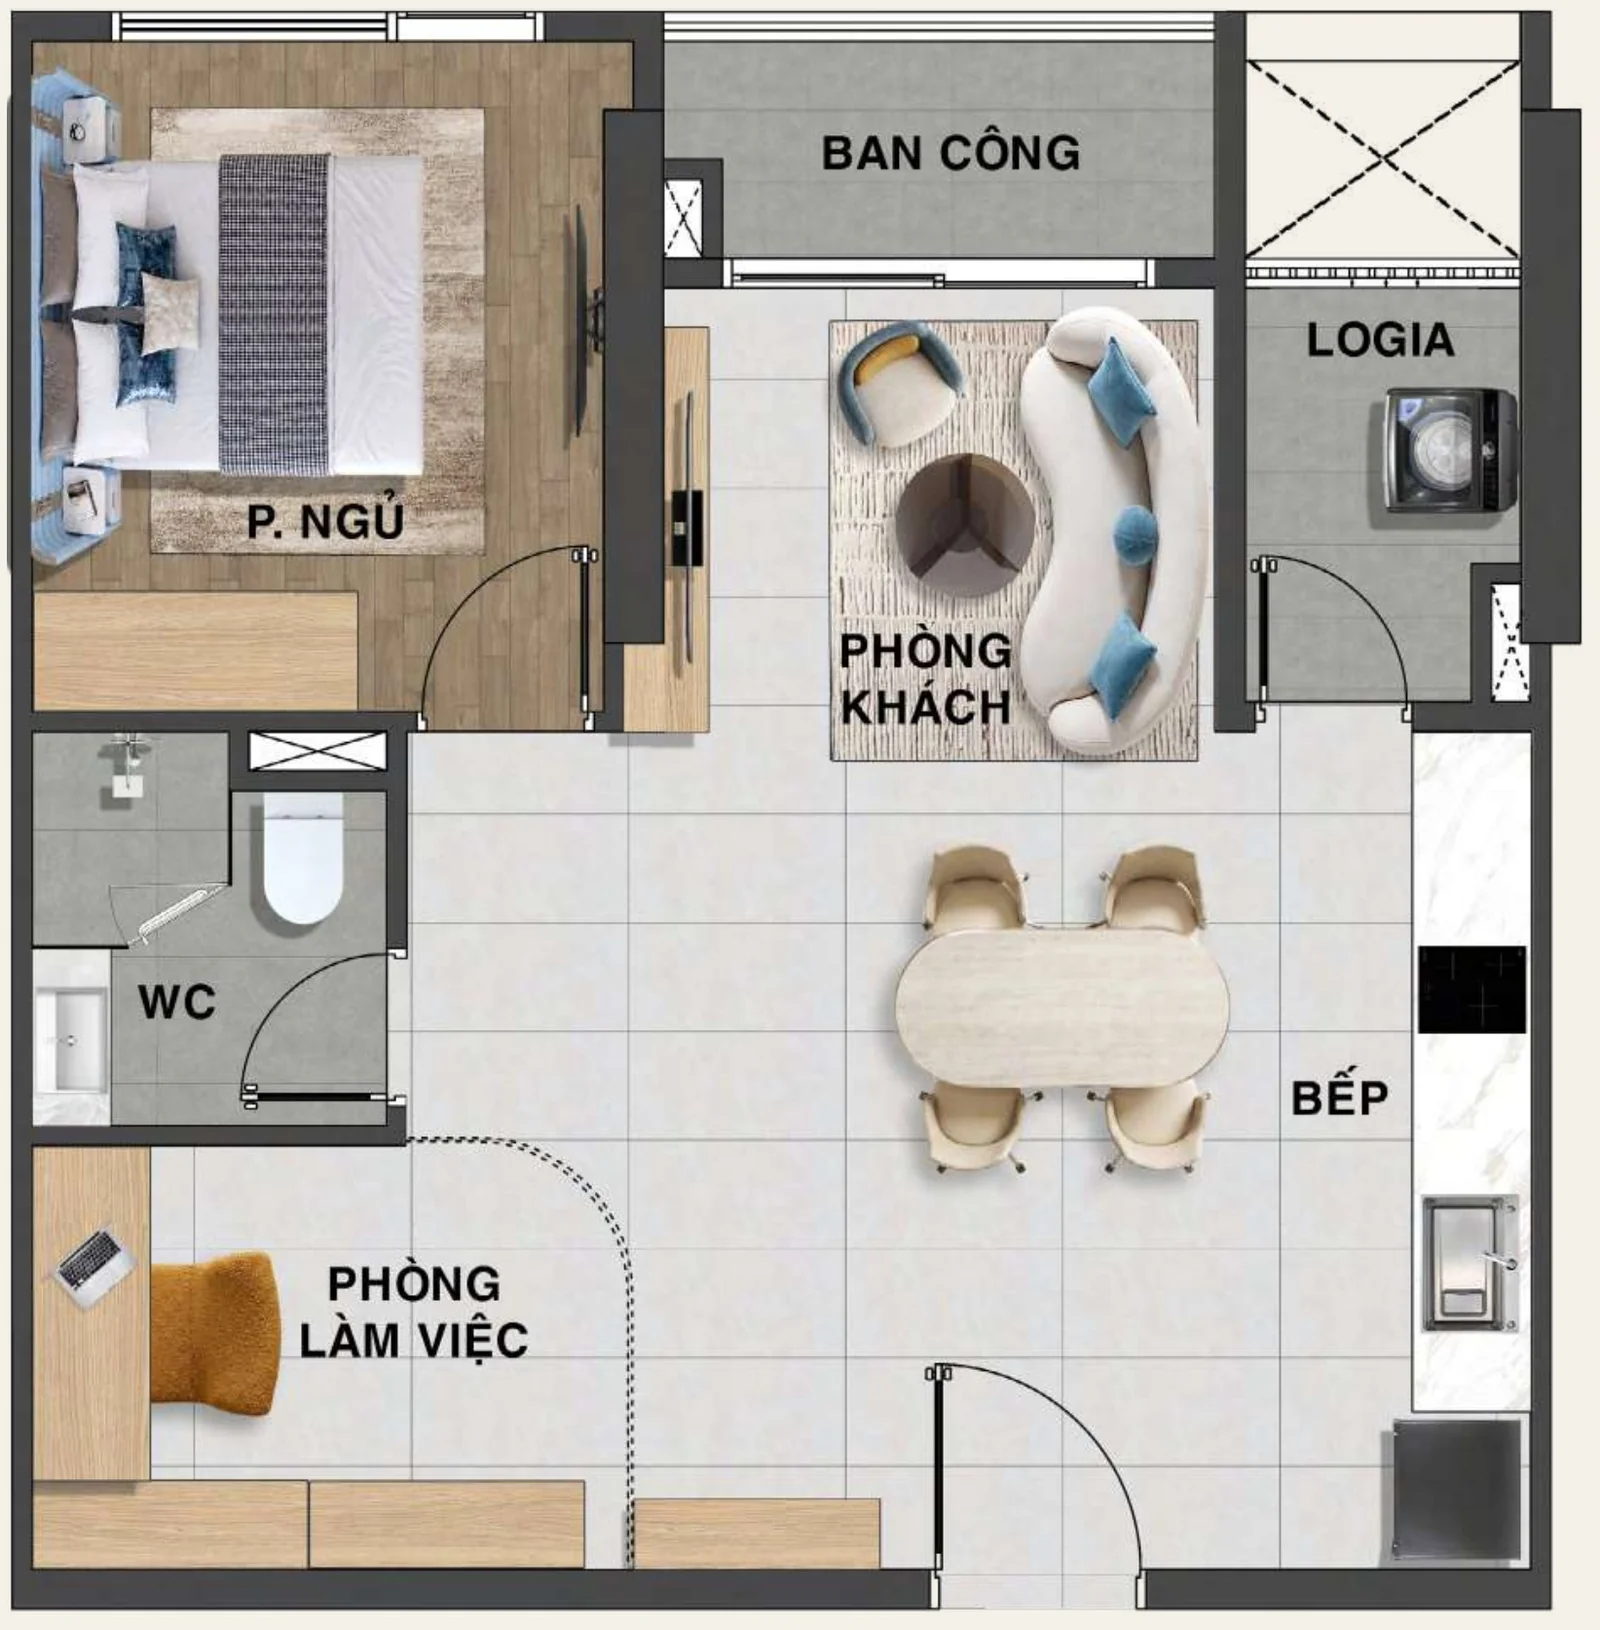 BAN CÔNG
LOGIA
P. NGỦ
PHÒNG
KHÁCH
WC
BẾP
PHÒNG
LÀM VIỆC